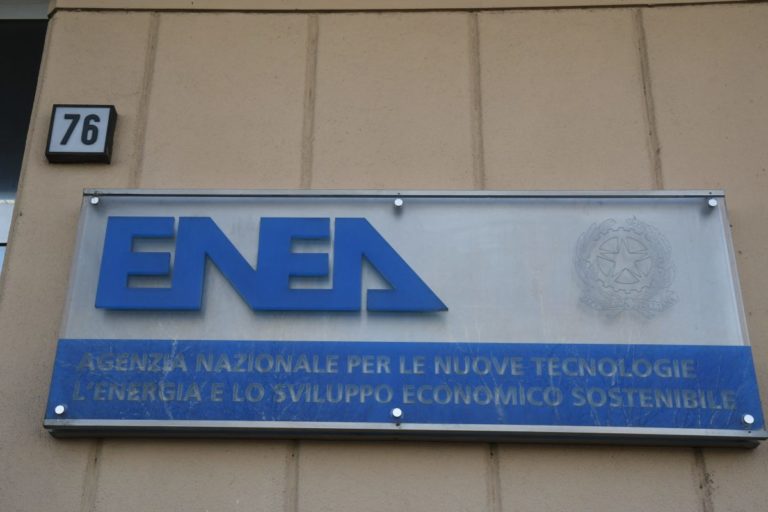 76
ENEA
AGENZIA NAZIONALE PER LE NUOVE TECNOLOGIE
L'ENERGIA E LO SVILUPPO ECONOMICO SOSTENIBILE